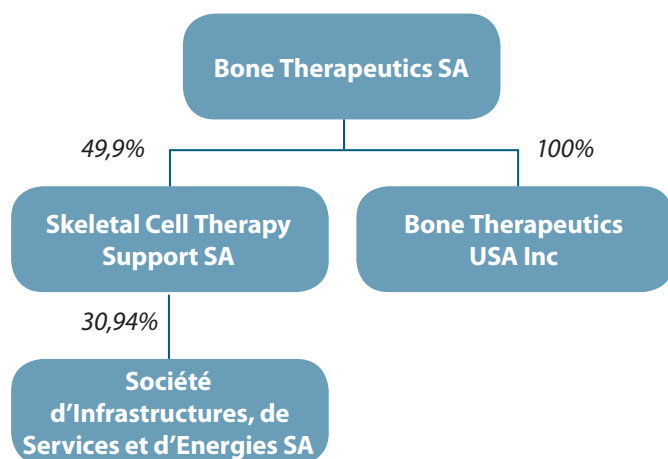 Bone Therapeutics SA
49,9%
100%
Skeletal Cell Therapy
Support SA
Bone Therapeutics
USA Inc
30,94%
Société
d’Infrastructures, de
Services et d’Energies SA